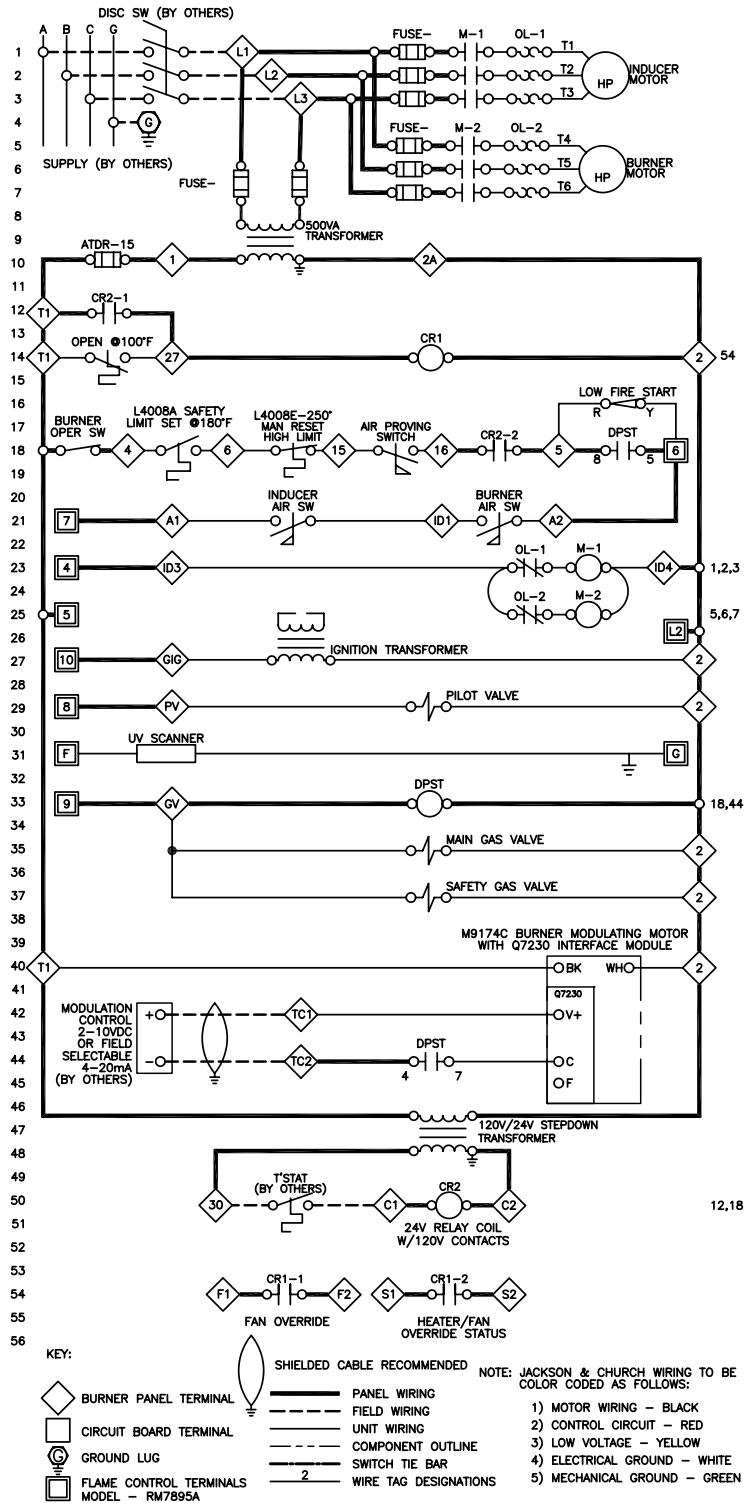 DISC SW (BY OTHERS)
A B C G
FUSE- M-1 OL-1
1 L1 T1
2 L2 T2 HP INDUCER MOTOR
3 L3 T3
4 G
FUSE- M-2 OL-2
5 T4
SUPPLY (BY OTHERS)
6 T5 HP BURNER MOTOR
7 T6
FUSE-
8
500VA TRANSFORMER
9
ATDR-15
10 1 2A
11
CR2-1
12 T1
13
OPEN @100°F CR1
14 T1 27 2 54
15
16 LOW FIRE START
R Y
17
BURNER OPER SW
L4008A SAFETY LIMIT SET @180°F
L4008E-250° MAN RESET HIGH LIMIT
AIR PROVING SWITCH
CR2-2
DPST
18 4 6 15 16 5 8 5 6
19
20
INDUCER AIR SW
BURNER AIR SW
21 7 A1 ID1 A2
22
OL-1 M-1
23 4 ID3 ID4 1,2,3
24
OL-2 M-2
25 5 5,6,7
26 L2
IGNITION TRANSFORMER
27 10 GIG 2
28
PILOT VALVE
29 8 PV 2
30
UV SCANNER
31 F G
32
DPST
33 9 GV 18,44
34
MAIN GAS VALVE
35 2
36
SAFETY GAS VALVE
37 2
38
39
M9174C BURNER MODULATING MOTOR
WITH Q7230 INTERFACE MODULE
40 T1 BK WH 2
41
Q7230
MODULATION
42 CONTROL + TC1 V+
2-10VDC
43 OR FIELD
SELECTABLE DPST
44 4-20mA - TC2 4 7 C
(BY OTHERS)
45 F
46
47 120V/24V STEPDOWN
TRANSFORMER
48
49
T'STAT
(BY OTHERS) CR2
50 30 C1 C2 12,18
51
24V RELAY COIL
W/120V CONTACTS
52
53
CR1-1 CR1-2
54 F1 F2 S1 S2
55
FAN OVERRIDE
HEATER/FAN
OVERRIDE STATUS
56
KEY:
BURNER PANEL TERMINAL
CIRCUIT BOARD TERMINAL
G GROUND LUG
FLAME CONTROL TERMINALS
MODEL - RM7895A
SHIELDED CABLE RECOMMENDED
PANEL WIRING
FIELD WIRING
UNIT WIRING
COMPONENT OUTLINE
SWITCH TIE BAR
2 WIRE TAG DESIGNATIONS
NOTE: JACKSON & CHURCH WIRING TO BE
COLOR CODED AS FOLLOWS:
1) MOTOR WIRING - BLACK
2) CONTROL CIRCUIT - RED
3) LOW VOLTAGE - YELLOW
4) ELECTRICAL GROUND - WHITE
5) MECHANICAL GROUND - GREEN